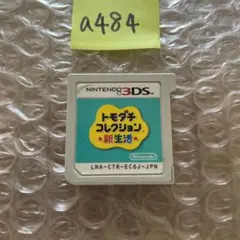 a484
NINTENDO 3DS
トモダチ
コレクション
新生活
Nintendo
LNA-CTR-EC6J-JPN